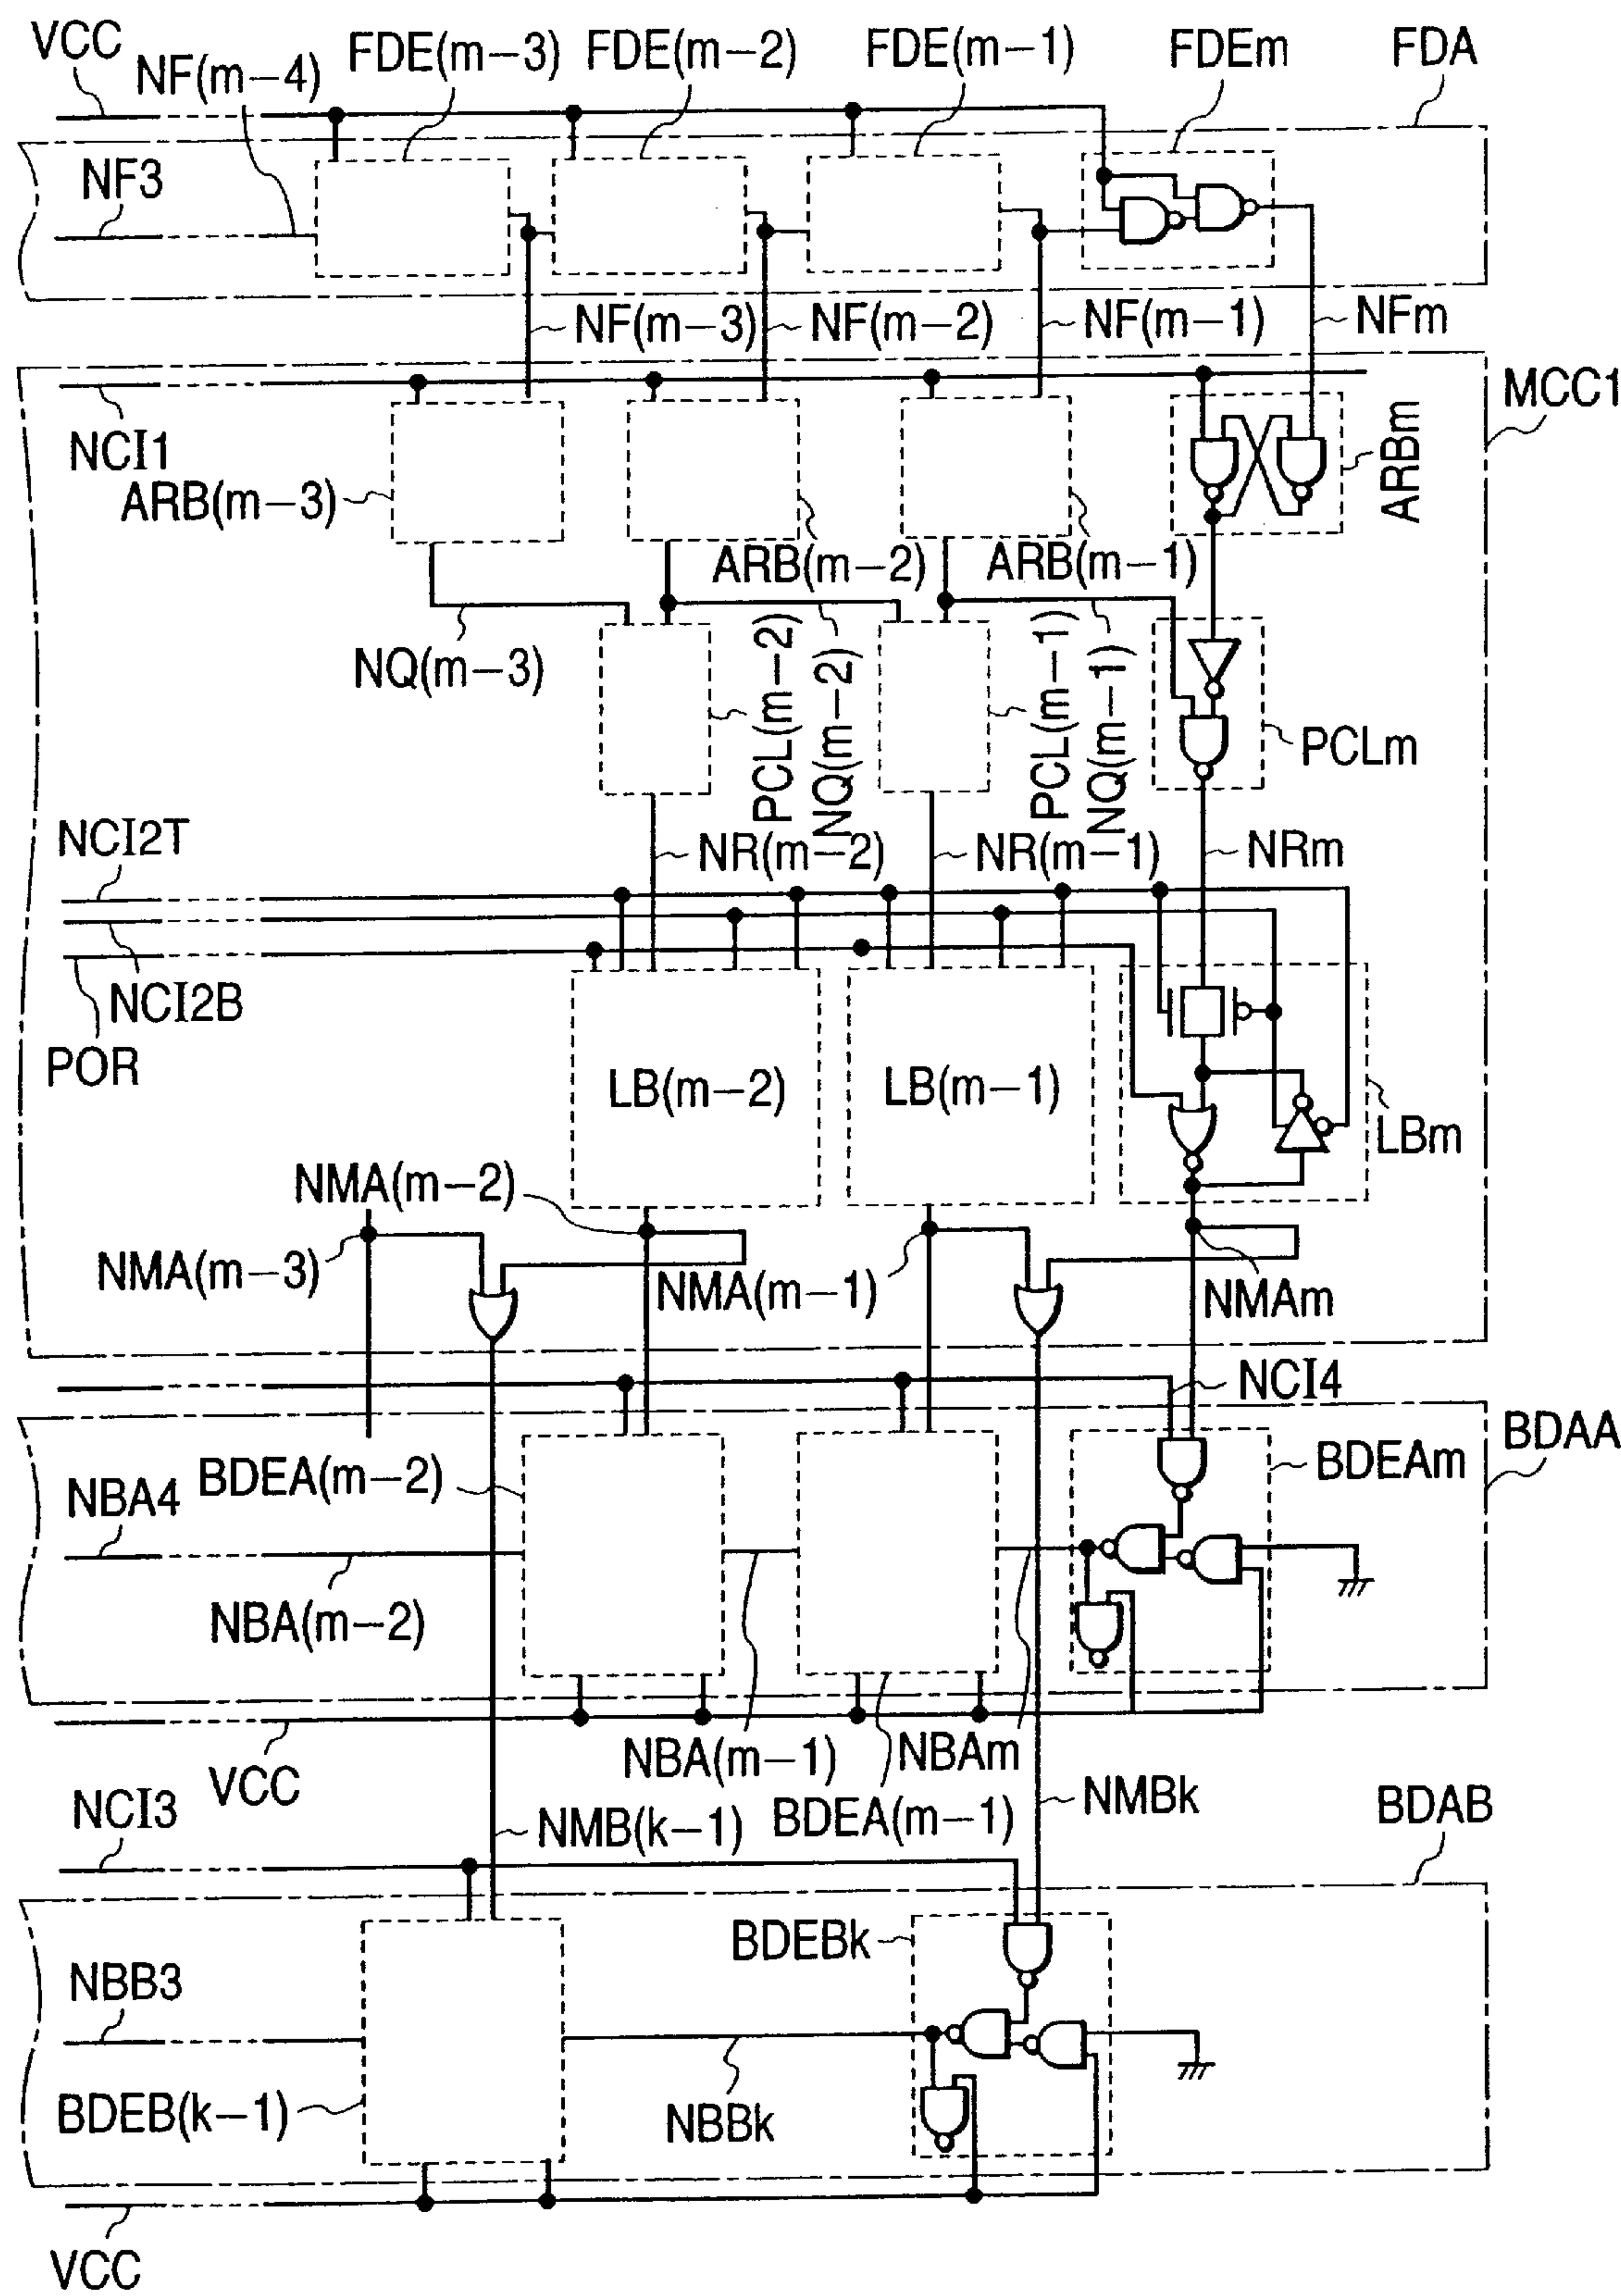 VCC
NF(m-4)
FDE(m-3)
FDE(m-2)
FDE(m-1)
FDEm
FDA
NF3
NF(m-3)
NF(m-2)
NF(m-1)
NFm
MCC1
NCI1
ARB(m-3)
ARB(m-2)
ARB(m-1)
ARBm
NQ(m-3)
PCL(m-2)
NQ(m-2)
PCL(m-1)
NQ(m-1)
PCLm
NCI2T
NR(m-2)
NR(m-1)
NRm
NCI2B
POR
LB(m-2)
LB(m-1)
LBm
NMA(m-2)
NMA(m-3)
NMA(m-1)
NMAm
NCI4
BDAA
NBA4
BDEA(m-2)
BDEAm
NBA(m-2)
NBA(m-1)
NBAm
VCC
NCI3
NMB(k-1)
BDEA(m-1)
NMBk
BDAB
BDEBk
NBB3
BDEB(k-1)
NBBk
VCC